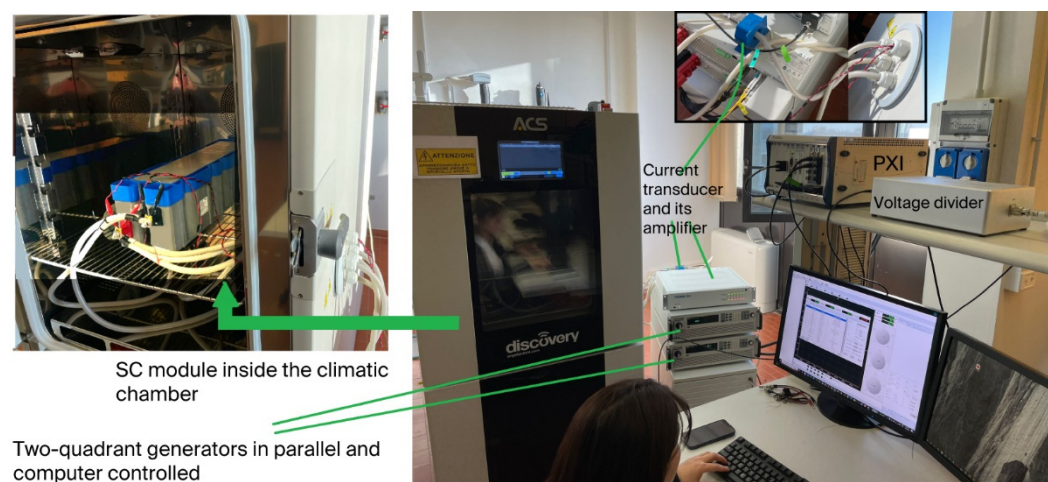 ACS
ATTENZIONE
discovery
Current
transducer
and its
amplifier
PXI
Voltage divider
SC module inside the climatic
chamber
Two-quadrant generators in parallel and
computer controlled